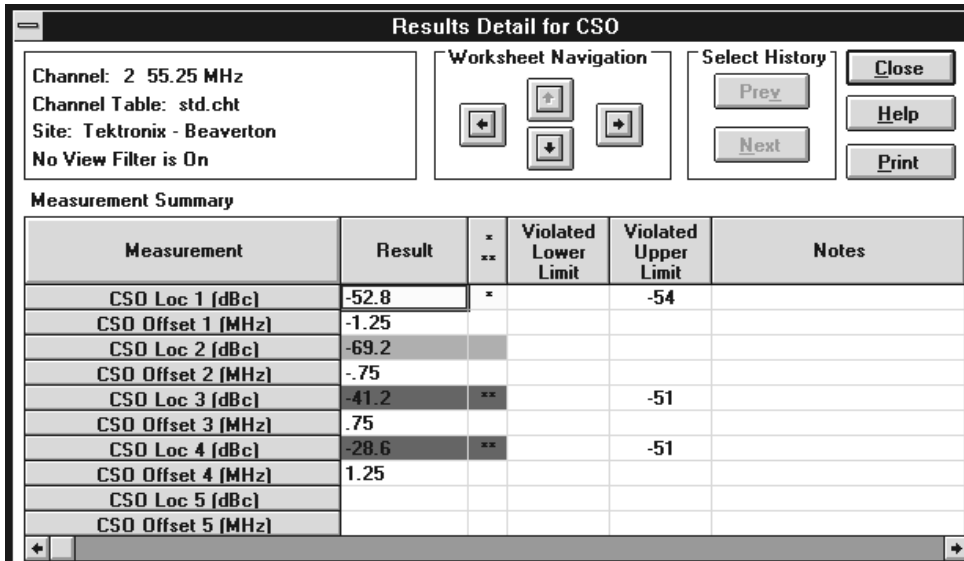 Results Detail for CSO
Channel: 2 55.25 MHz
Channel Table: std.cht
Site: Tektronix - Beaverton
No View Filter is On
Worksheet Navigation
Select History
Prev
Next
Close
Help
Print
Measurement Summary
Measurement Result * ** Violated Lower Limit Violated Upper Limit Notes
CSO Loc 1 (dBc) -52.8 * -54
CSO Offset 1 (MHz) -1.25
CSO Loc 2 (dBc) -69.2
CSO Offset 2 (MHz) -.75
CSO Loc 3 (dBc) -41.2 ** -51
CSO Offset 3 (MHz) .75
CSO Loc 4 (dBc) -28.6 ** -51
CSO Offset 4 (MHz) 1.25
CSO Loc 5 (dBc)
CSO Offset 5 (MHz)